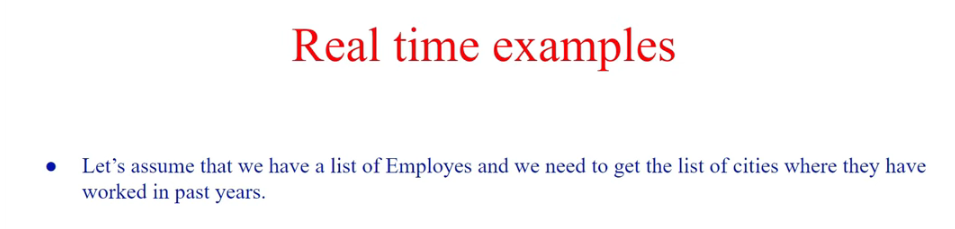 Real time examples
● Let’s assume that we have a list of Employes and we need to get the list of cities where they have
worked in past years.